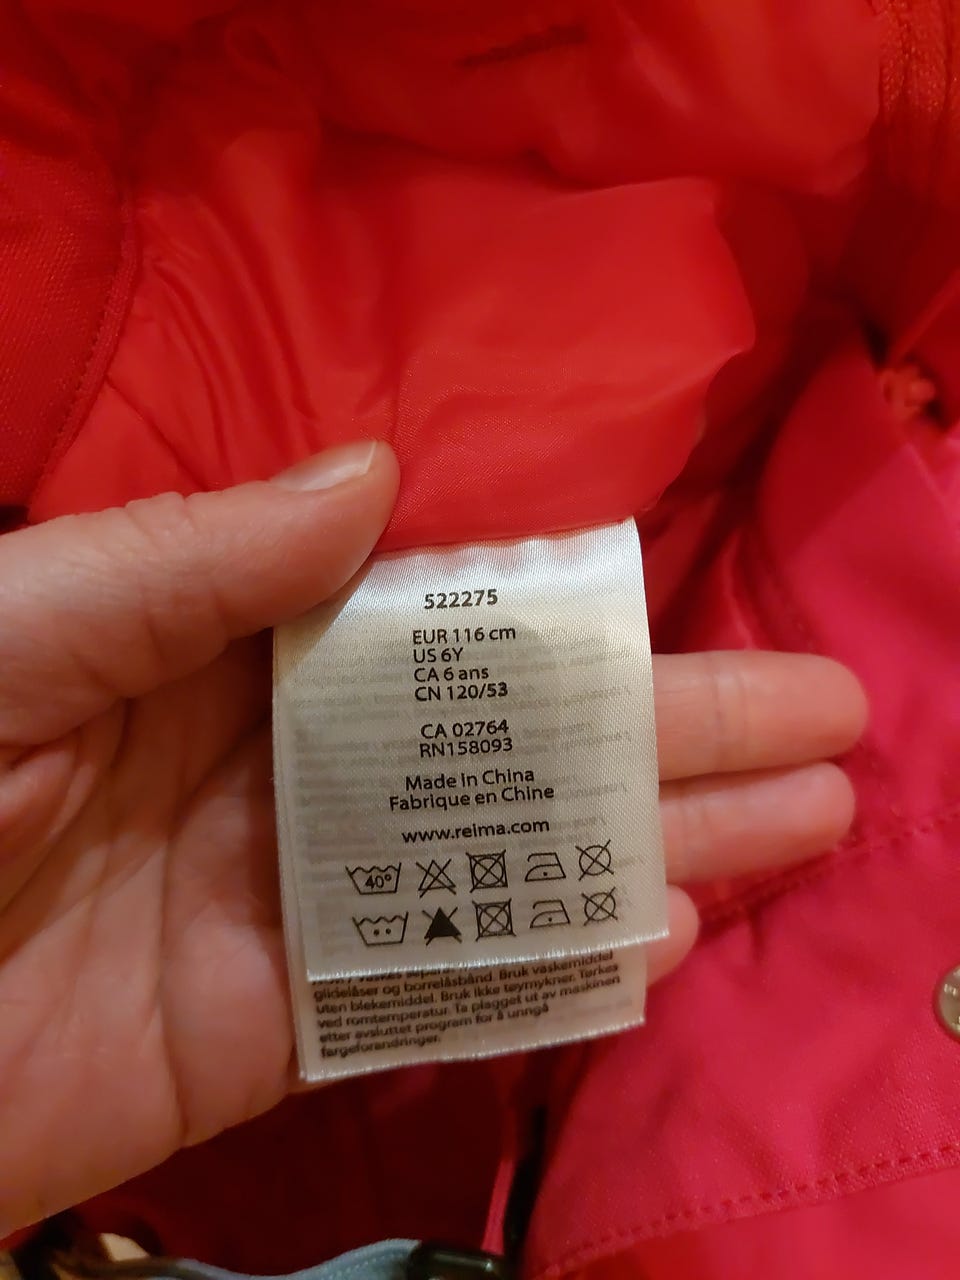 522275
EUR 116 cm
US 6Y
CA 6 ans
CN 120/53
CA 02764
RN158093
Made in China
Fabrique en Chine
www.reima.com
40°
glidelåser og borrelåsbånd. Bruk vaskemiddel
uten blekemiddel. Bruk ikke tøymykner. Tørkes
ved romtemperatur. Ta plagget ut av maskinen
etter avsluttet program for å unngå
fargeforandringer.